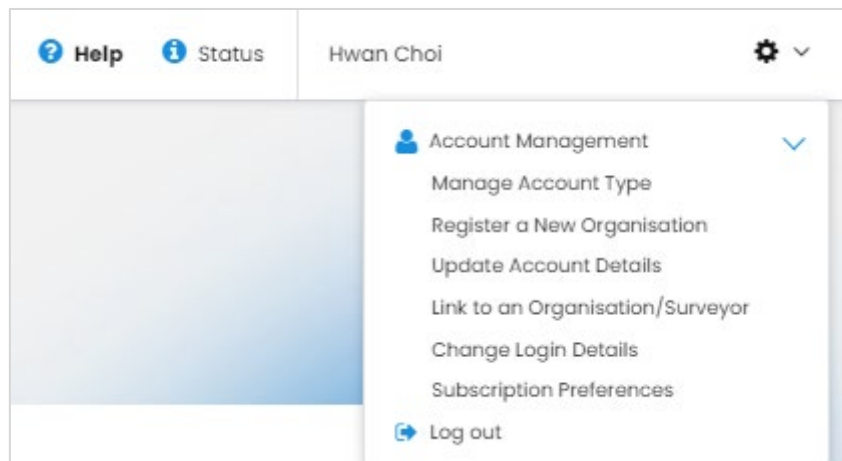 Help Status Hwan Choi
Account Management
Manage Account Type
Register a New Organisation
Update Account Details
Link to an Organisation/Surveyor
Change Login Details
Subscription Preferences
Log out